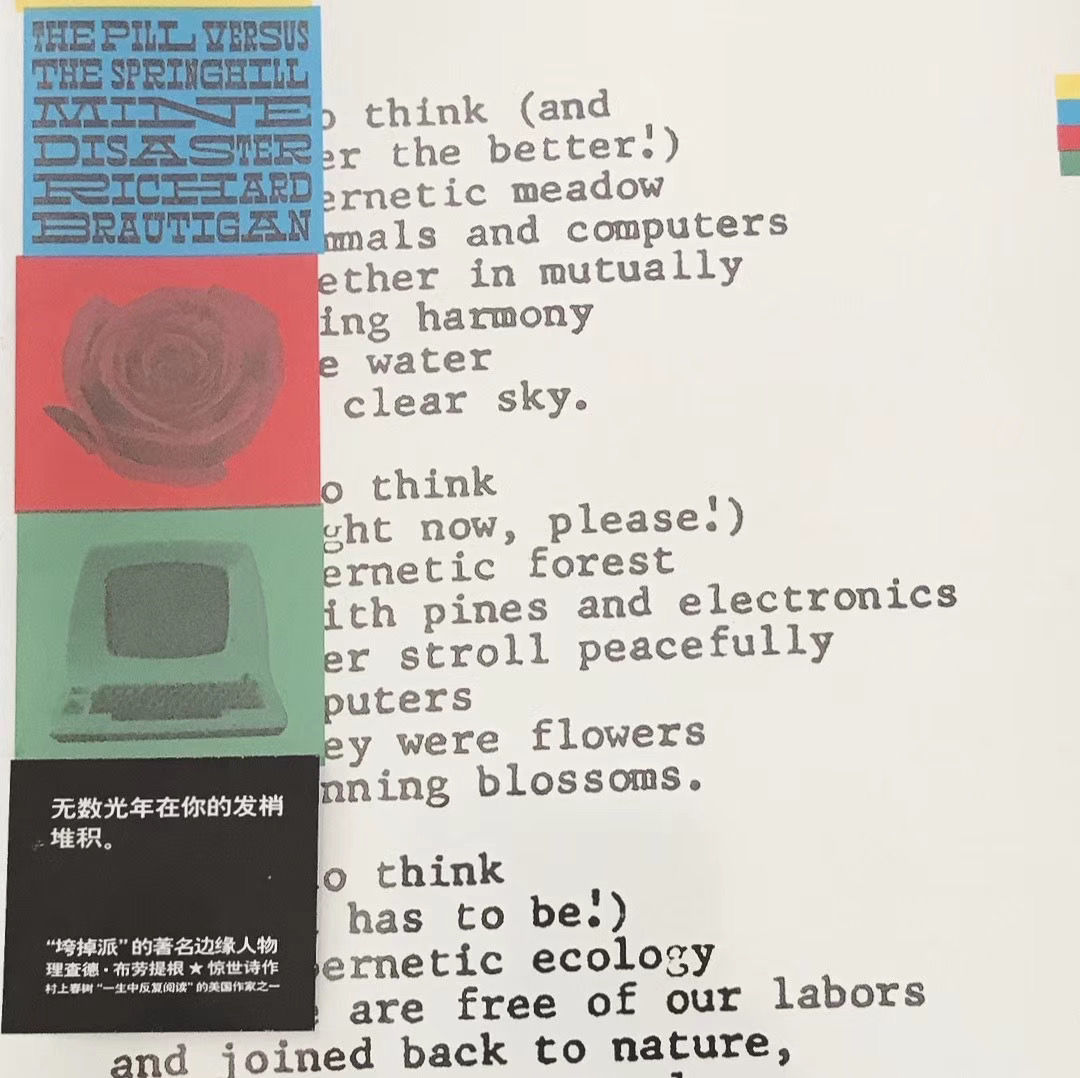 THE PILL VERSUS
THE SPRINGHILL
MINE
DISASTER
RICHARD
BRAUTIGAN
无数光年在你的发梢
堆积。
“垮掉派”的著名边缘人物
理查德·布劳提根★惊世诗作
村上春树“一生中反复阅读”的美国作家之一
o think (and
er the better!)
ernetic meadow
mmals and computers
ether in mutually
ing harmony
e water
clear sky.
o think
ght now, please!)
ernetic forest
ith pines and electronics
er stroll peacefully
puters
ey were flowers
nning blossoms.
o think
has to be!)
ernetic ecology
e are free of our labors
and joined back to nature,